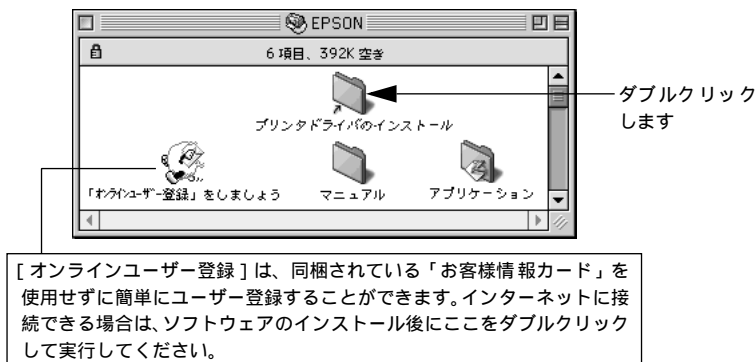 EPSON
6 項目、392K 空き
ダブルクリック
します
プリンタドライバのインストール
「オンラインユーザー登録」をしましょう
マニュアル
アプリケーション
[ オンラインユーザー登録 ] は、同梱されている「お客様情報カード」を
使用せずに簡単にユーザー登録することができます。インターネットに接
続できる場合は、ソフトウェアのインストール後にここをダブルクリック
して実行してください。